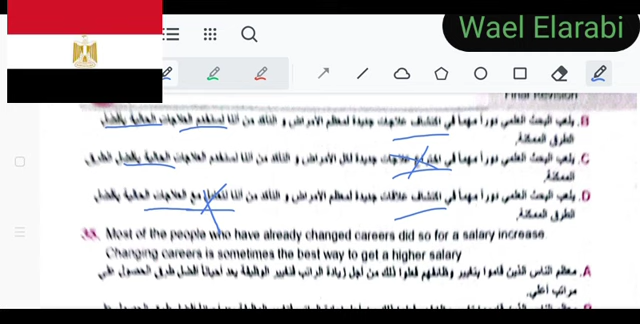 Wael Elarabi
Final Revision
B. يلعب البحث العلمي دوراً مهماً في اكتشاف علاجات جديدة لمعظم الأمراض و التأكد من أننا نستخدم العلاجات الحالية بأفضل
الطرق الممكنة.
C. يلعب البحث العلمي دوراً مهماً في علاجات جديدة لكل الأمراض و التأكد من أننا نستخدم العلاجات الحالية بأفضل الطرق
الممكنة.
D. يلعب البحث العلمي دوراً مهماً في اكتشاف علاقات جديدة لمعظم الأمراض و التأكد من أننا نتعامل مع العلاجات الحالية بأفضل
الطرق الممكنة.
33. Most of the people who have already changed careers did so for a salary increase.
Changing careers is sometimes the best way to get a higher salary
A. معظم الناس الذين قاموا بتغيير وظائفهم فعلوا ذلك من أجل زيادة الراتب فتغيير الوظيفة يعد أحياناً أفضل طرق الحصول على
مراتب أعلى.